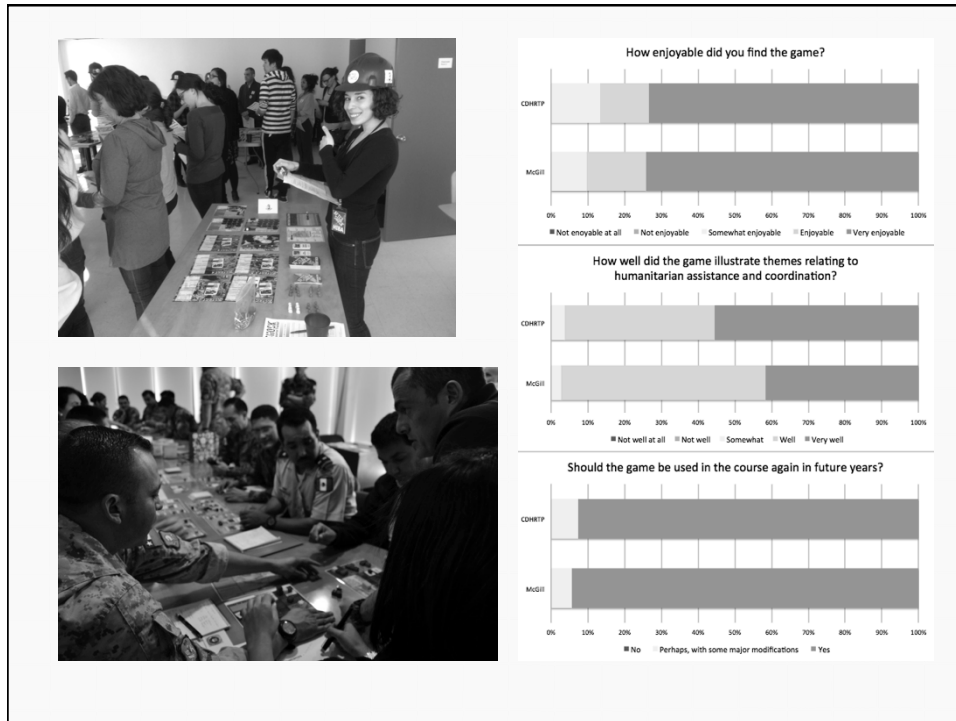 How enjoyable did you find the game?
CDHRTP
McGill
0% 10% 20% 30% 40% 50% 60% 70% 80% 90% 100%
Not enoyable at all Not enjoyable Somewhat enjoyable Enjoyable Very enjoyable
How well did the game illustrate themes relating to
humanitarian assistance and coordination?
CDHRTP
McGill
0% 10% 20% 30% 40% 50% 60% 70% 80% 90% 100%
Not well at all Not well Somewhat Well Very well
Should the game be used in the course again in future years?
CDHRTP
McGill
0% 10% 20% 30% 40% 50% 60% 70% 80% 90% 100%
No Perhaps, with some major modifications Yes